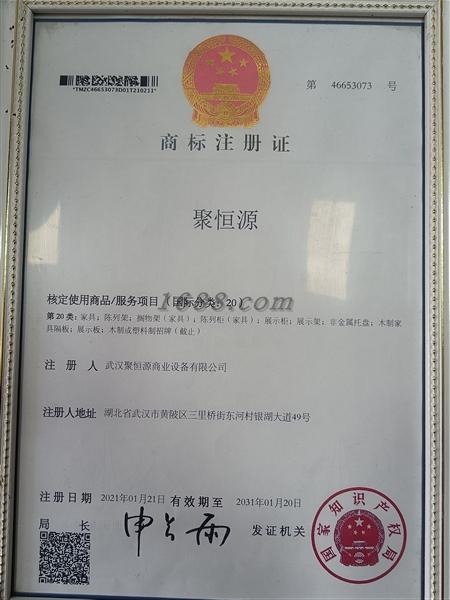 *TMZC46653073D01T210211*
第 46653073 号
商标注册证
聚恒源
核定使用商品/服务项目（国际分类：20）
1688.com
第20类：家具；陈列架；搁物架（家具）；陈列柜（家具）；展示柜；展示架；非金属托盘；木制家
具隔板；展示板；木制或塑料制招牌（截止）
注册人 武汉聚恒源商业设备有限公司
注册人地址 湖北省武汉市黄陂区三里桥街东河村银湖大道49号
注册日期 2021年01月21日 有效期至 2031年01月20日
局长 申长雨 发证机关
国家知识产权局